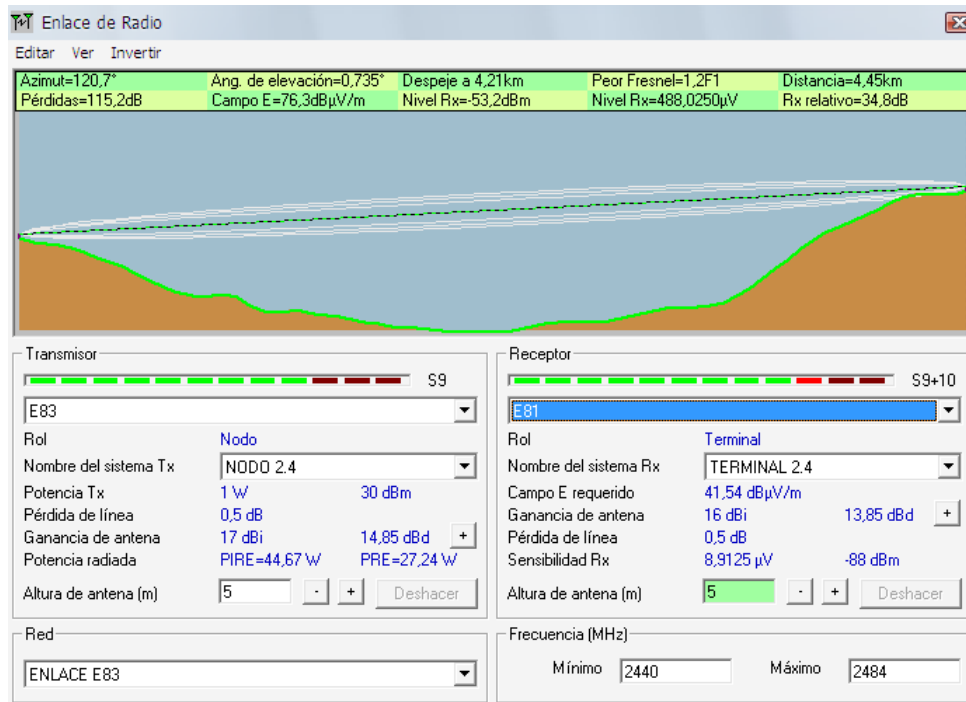 Enlace de Radio
Editar Ver Invertir
Azimut=120,7° Ang. de elevación=0,735° Despeje a 4,21km Peor Fresnel=1,2F1 Distancia=4,45km
Pérdidas=115,2dB Campo E=76,3dBµV/m Nivel Rx=-53,2dBm Nivel Rx=488,0250µV Rx relativo=34,8dB
Transmisor
S9
E83
Rol Nodo
Nombre del sistema Tx NODO 2.4
Potencia Tx 1 W 30 dBm
Pérdida de línea 0,5 dB
Ganancia de antena 17 dBi 14,85 dBd +
Potencia radiada PIRE=44,67 W PRE=27,24 W
Altura de antena (m) 5 - + Deshacer
Receptor
S9+10
E81
Rol Terminal
Nombre del sistema Rx TERMINAL 2.4
Campo E requerido 41,54 dBµV/m
Ganancia de antena 16 dBi 13,85 dBd +
Pérdida de línea 0,5 dB
Sensibilidad Rx 8,9125 µV -88 dBm
Altura de antena (m) 5 - + Deshacer
Red
ENLACE E83
Frecuencia (MHz)
Mínimo 2440 Máximo 2484